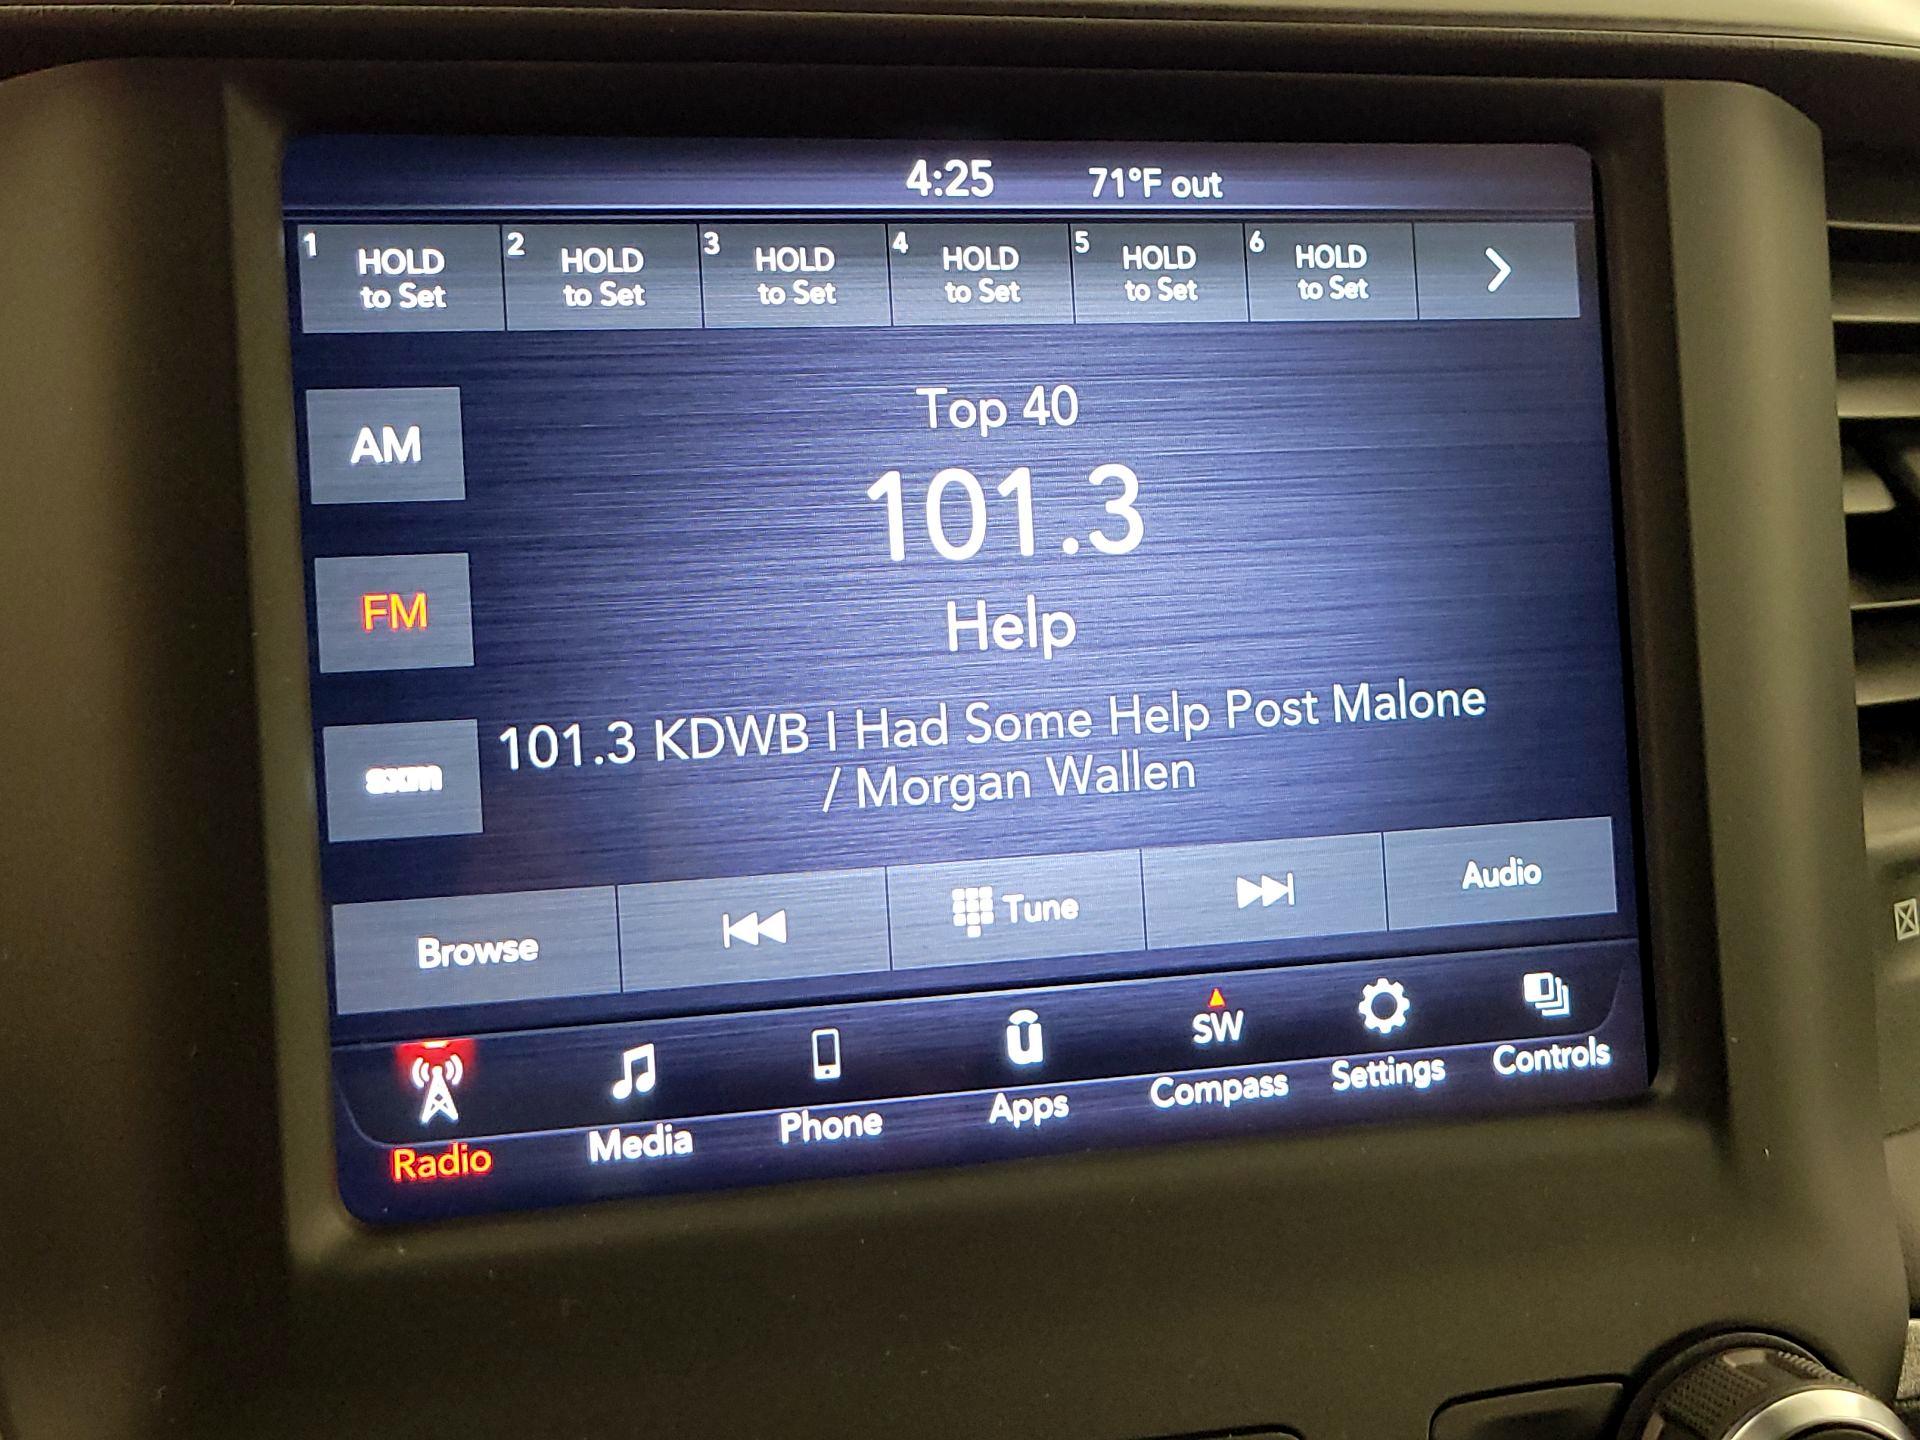 4:25 71°F out
1 HOLD to Set
2 HOLD to Set
3 HOLD to Set
4 HOLD to Set
5 HOLD to Set
6 HOLD to Set
AM
Top 40
101.3
FM
Help
101.3 KDWB I Had Some Help Post Malone
/ Morgan Wallen
sxm
Browse
Tune
Audio
SW
Radio
Media
Phone
Apps
Compass
Settings
Controls